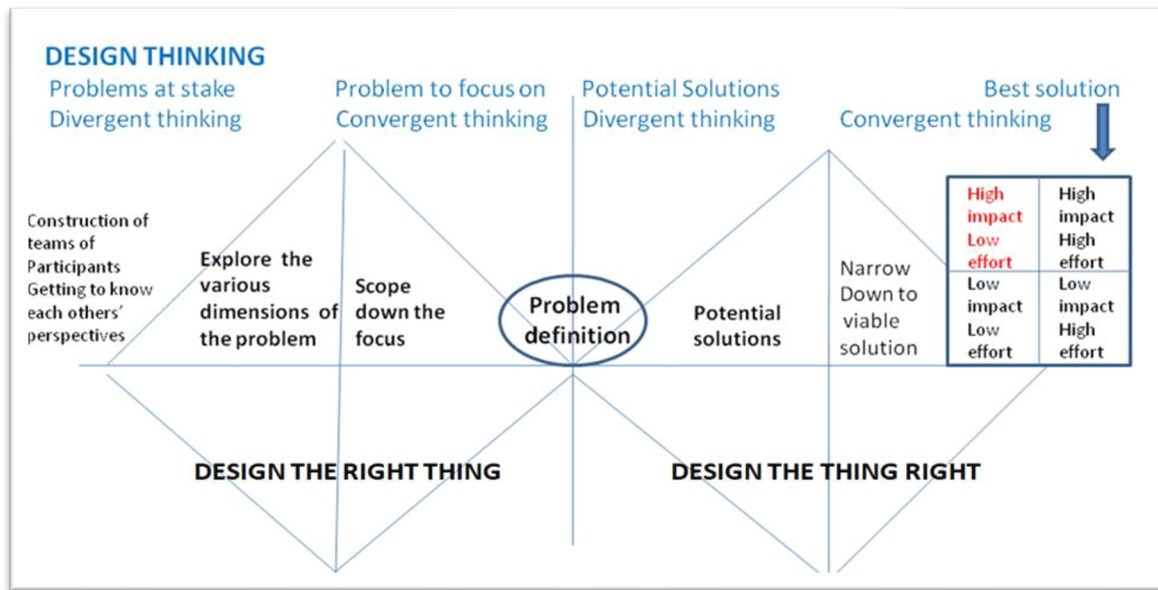 DESIGN THINKING
Problems at stake
Divergent thinking
Problem to focus on
Convergent thinking
Potential Solutions
Divergent thinking
Best solution
Convergent thinking
Construction of
teams of
Participants
Getting to know
each others'
perspectives
Explore the
various
dimensions of
the problem
Scope
down the
focus
Problem
definition
Potential
solutions
Narrow
Down to
viable
solution
High
impact
Low
effort
High
impact
High
effort
Low
impact
Low
effort
Low
impact
High
effort
DESIGN THE RIGHT THING
DESIGN THE THING RIGHT